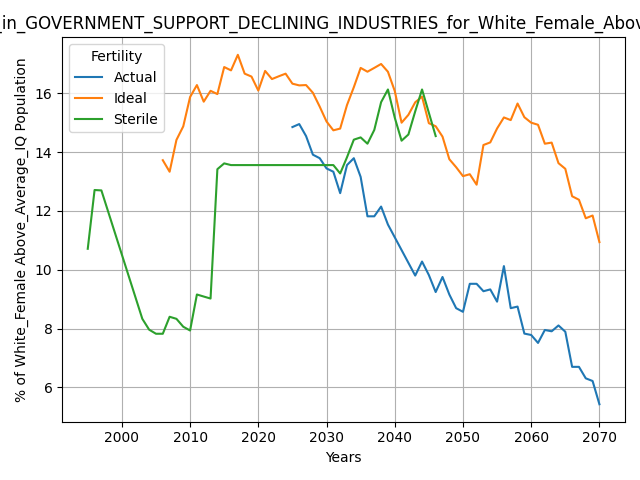 _in_GOVERNMENT_SUPPORT_DECLINING_INDUSTRIES_for_White_Female_Abov
Fertility
Actual
Ideal
Sterile
% of White_Female Above_Average_IQ Population
16
14
12
10
8
6
2000 2010 2020 2030 2040 2050 2060 2070
Years